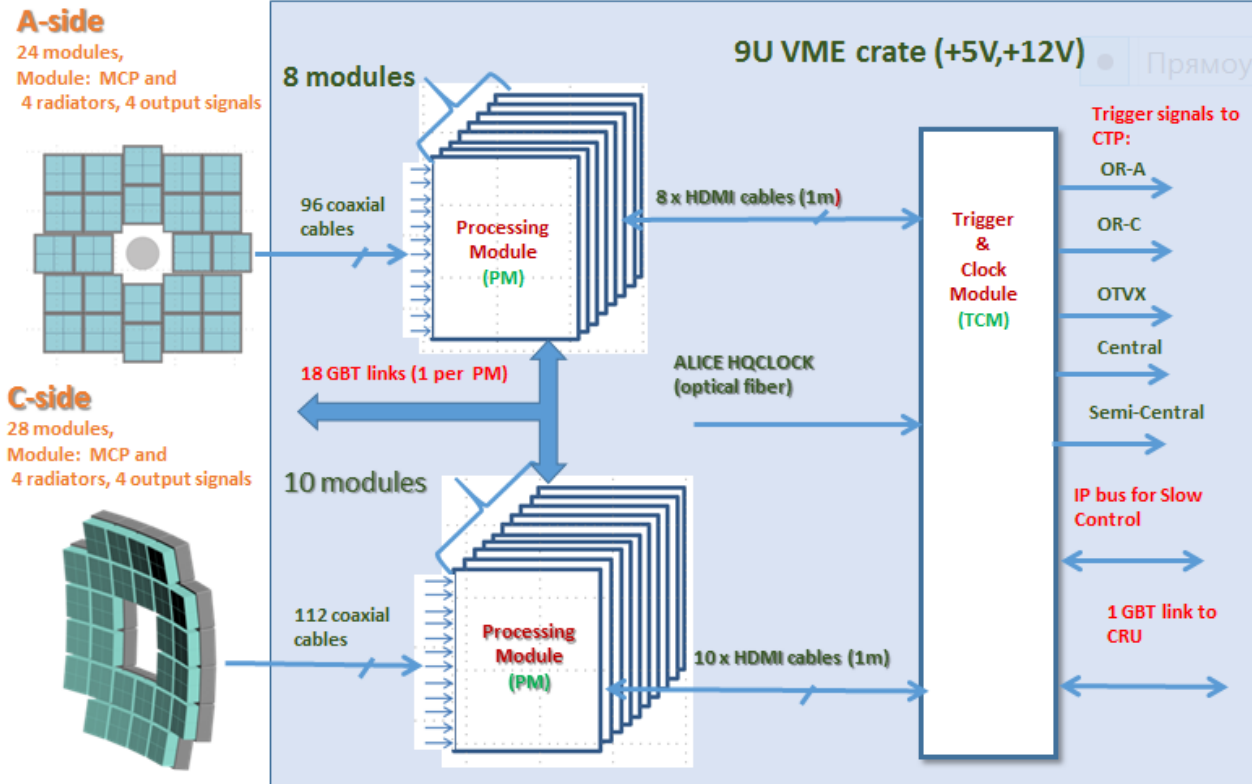 A-side
24 modules,
Module: MCP and
4 radiators, 4 output signals
8 modules
9U VME crate (+5V,+12V)
Прямоу
96 coaxial
cables
Processing
Module
(PM)
8 x HDMI cables (1m)
Trigger
&
Clock
Module
(TCM)
Trigger signals to
CTP:
OR-A
OR-C
OTVX
Central
Semi-Central
18 GBT links (1 per PM)
ALICE HQCLOCK
(optical fiber)
C-side
28 modules,
Module: MCP and
4 radiators, 4 output signals
10 modules
112 coaxial
cables
Processing
Module
(PM)
10 x HDMI cables (1m)
IP bus for Slow
Control
1 GBT link to
CRU